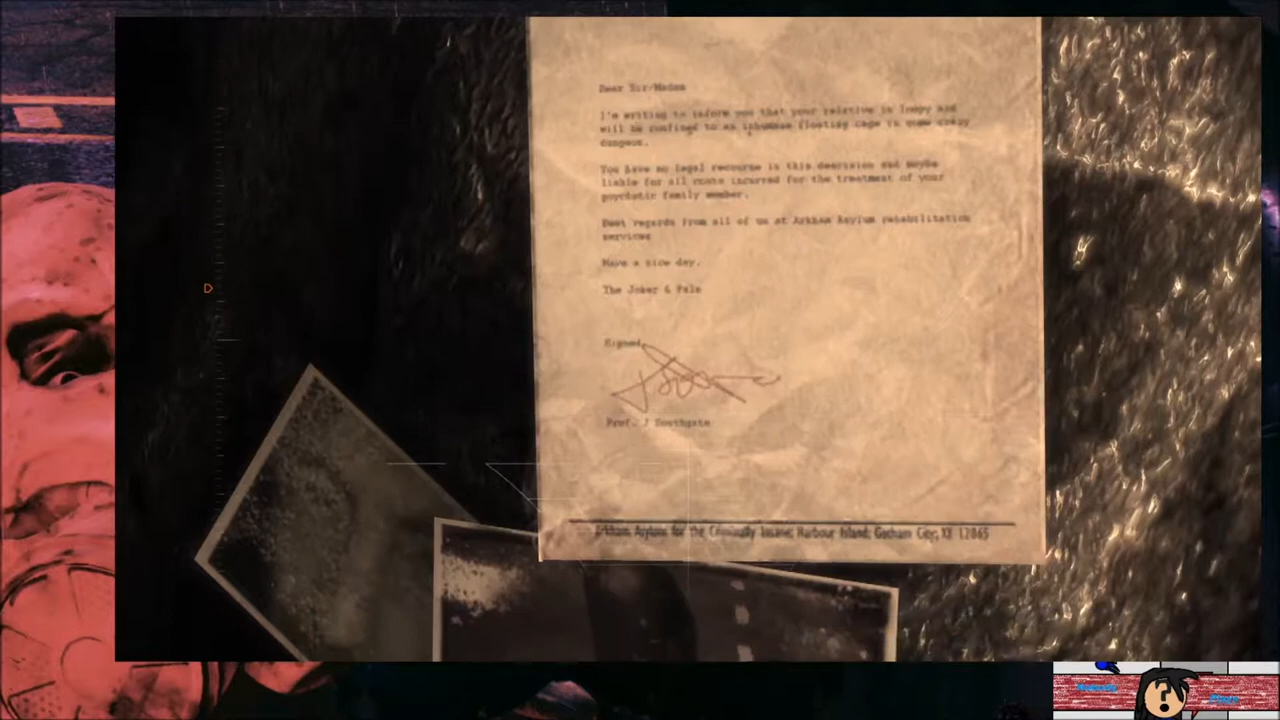 Dear Sir/Madam
I'm writing to inform you that your relative is loopy and
will be confined to an inhumane floating cage in some crazy
dungeon.
You have no legal recourse in this decision and maybe
liable for all costs incurred for the treatment of your
psychotic family member.
Best regards from all of us at Arkham Asylum rehabilitation
services
Have a nice day.
The Joker & Pals
Signed,
Prof. J Southgate
Arkham Asylum for the Criminally Insane; Harbour Island; Gotham City; XE 12065